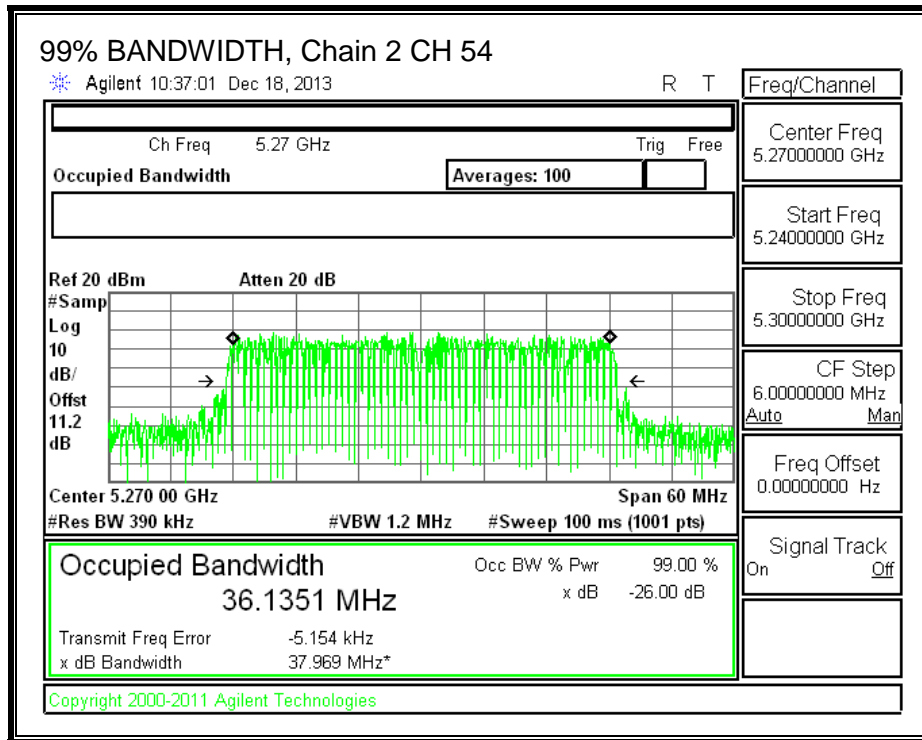 99% BANDWIDTH, Chain 2 CH 54
Agilent 10:37:01 Dec 18, 2013 R T
Freq/Channel
Ch Freq 5.27 GHz Trig Free
Occupied Bandwidth Averages: 100
Center Freq
5.27000000 GHz
Start Freq
5.24000000 GHz
Stop Freq
5.30000000 GHz
CF Step
6.00000000 MHz
Auto Man
Freq Offset
0.00000000 Hz
Signal Track
On Off
Ref 20 dBm Atten 20 dB
#Samp
Log
10
dB/
Offst
11.2
dB
Center 5.270 00 GHz Span 60 MHz
#Res BW 390 kHz #VBW 1.2 MHz #Sweep 100 ms (1001 pts)
Occupied Bandwidth
36.1351 MHz
Occ BW % Pwr 99.00 %
x dB -26.00 dB
Transmit Freq Error -5.154 kHz
x dB Bandwidth 37.969 MHz*
Copyright 2000-2011 Agilent Technologies